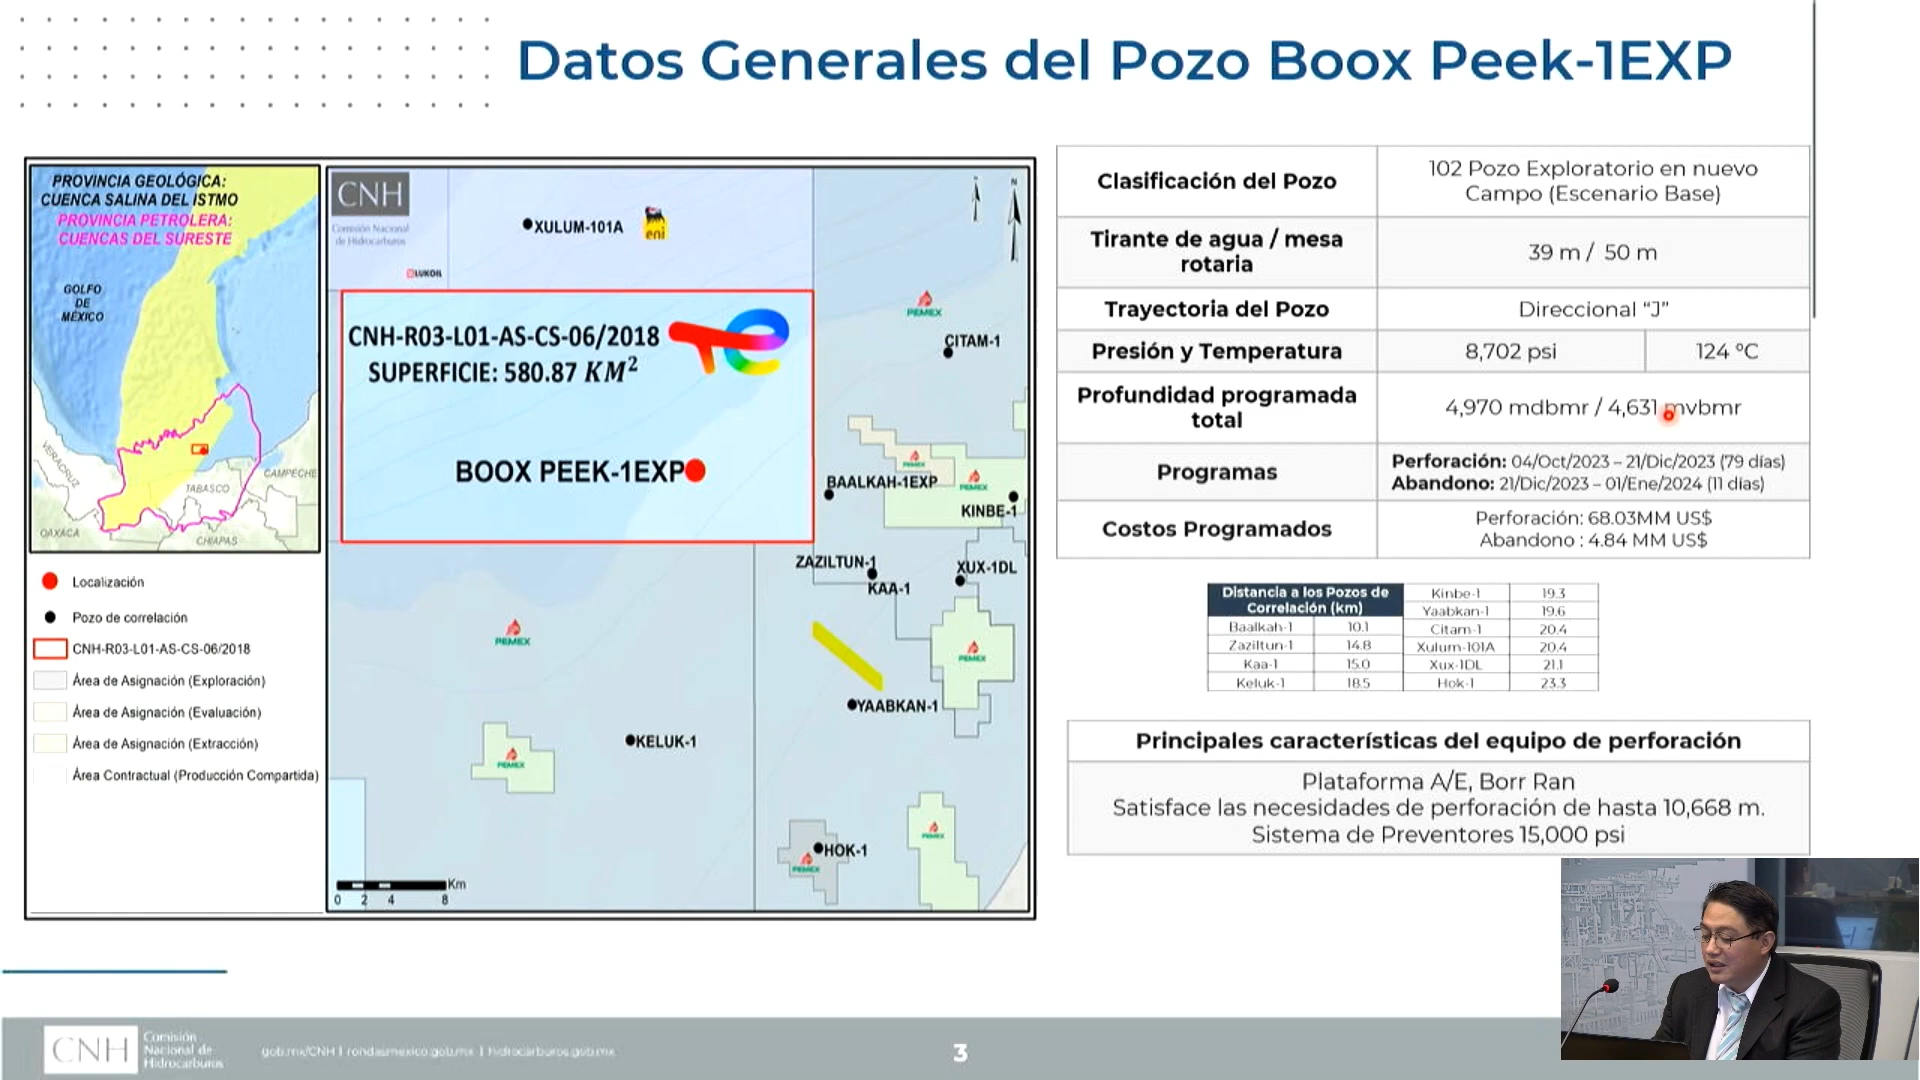 Datos Generales del Pozo Boox Peek-1EXP
PROVINCIA GEOLÓGICA:
CUENCA SALINA DEL ISTMO
PROVINCIA PETROLERA:
CUENCAS DEL SURESTE
GOLFO
DE
MÉXICO
VERACRUZ
TABASCO
CAMPECHE
OAXACA
CHIAPAS
Localización
Pozo de correlación
CNH-R03-L01-AS-CS-06/2018
Área de Asignación (Exploración)
Área de Asignación (Evaluación)
Área de Asignación (Extracción)
Área Contractual (Producción Compartida)
CNH
Comisión Nacional
de Hidrocarburos
XULUM-101A
eni
LUKOIL
N
CNH-R03-L01-AS-CS-06/2018
SUPERFICIE: 580.87 KM²
BOOX PEEK-1EXP
PEMEX
CITAM-1
PEMEX
BAALKAH-1EXP
PEMEX
KINBE-1
ZAZILTUN-1
KAA-1
XUX-1DL
PEMEX
PEMEX
YAABKAN-1
KELUK-1
PEMEX
HOK-1
PEMEX
PEMEX
Km
0 2 4 8
Clasificación del Pozo
102 Pozo Exploratorio en nuevo
Campo (Escenario Base)
Tirante de agua / mesa
rotaria
39 m / 50 m
Trayectoria del Pozo
Direccional “J”
Presión y Temperatura
8,702 psi
124 ºC
Profundidad programada
total
4,970 mdbmr / 4,631 mvbmr
Programas
Perforación: 04/Oct/2023 – 21/Dic/2023 (79 días)
Abandono: 21/Dic/2023 – 01/Ene/2024 (11 días)
Costos Programados
Perforación: 68.03MM US$
Abandono : 4.84 MM US$
Distancia a los Pozos de
Correlación (km)
Baalkah-1 10.1
Zaziltun-1 14.8
Kaa-1 15.0
Keluk-1 18.5
Kinbe-1 19.3
Yaabkan-1 19.6
Citam-1 20.4
Xulum-101A 20.4
Xux-1DL 21.1
Hok-1 23.3
Principales características del equipo de perforación
Plataforma A/E, Borr Ran
Satisface las necesidades de perforación de hasta 10,668 m.
Sistema de Preventores 15,000 psi
CNH
Comisión
Nacional de
Hidrocarburos
gob.mx/CNH | rondasmexico.gob.mx | hidrocarburos.gob.mx
3